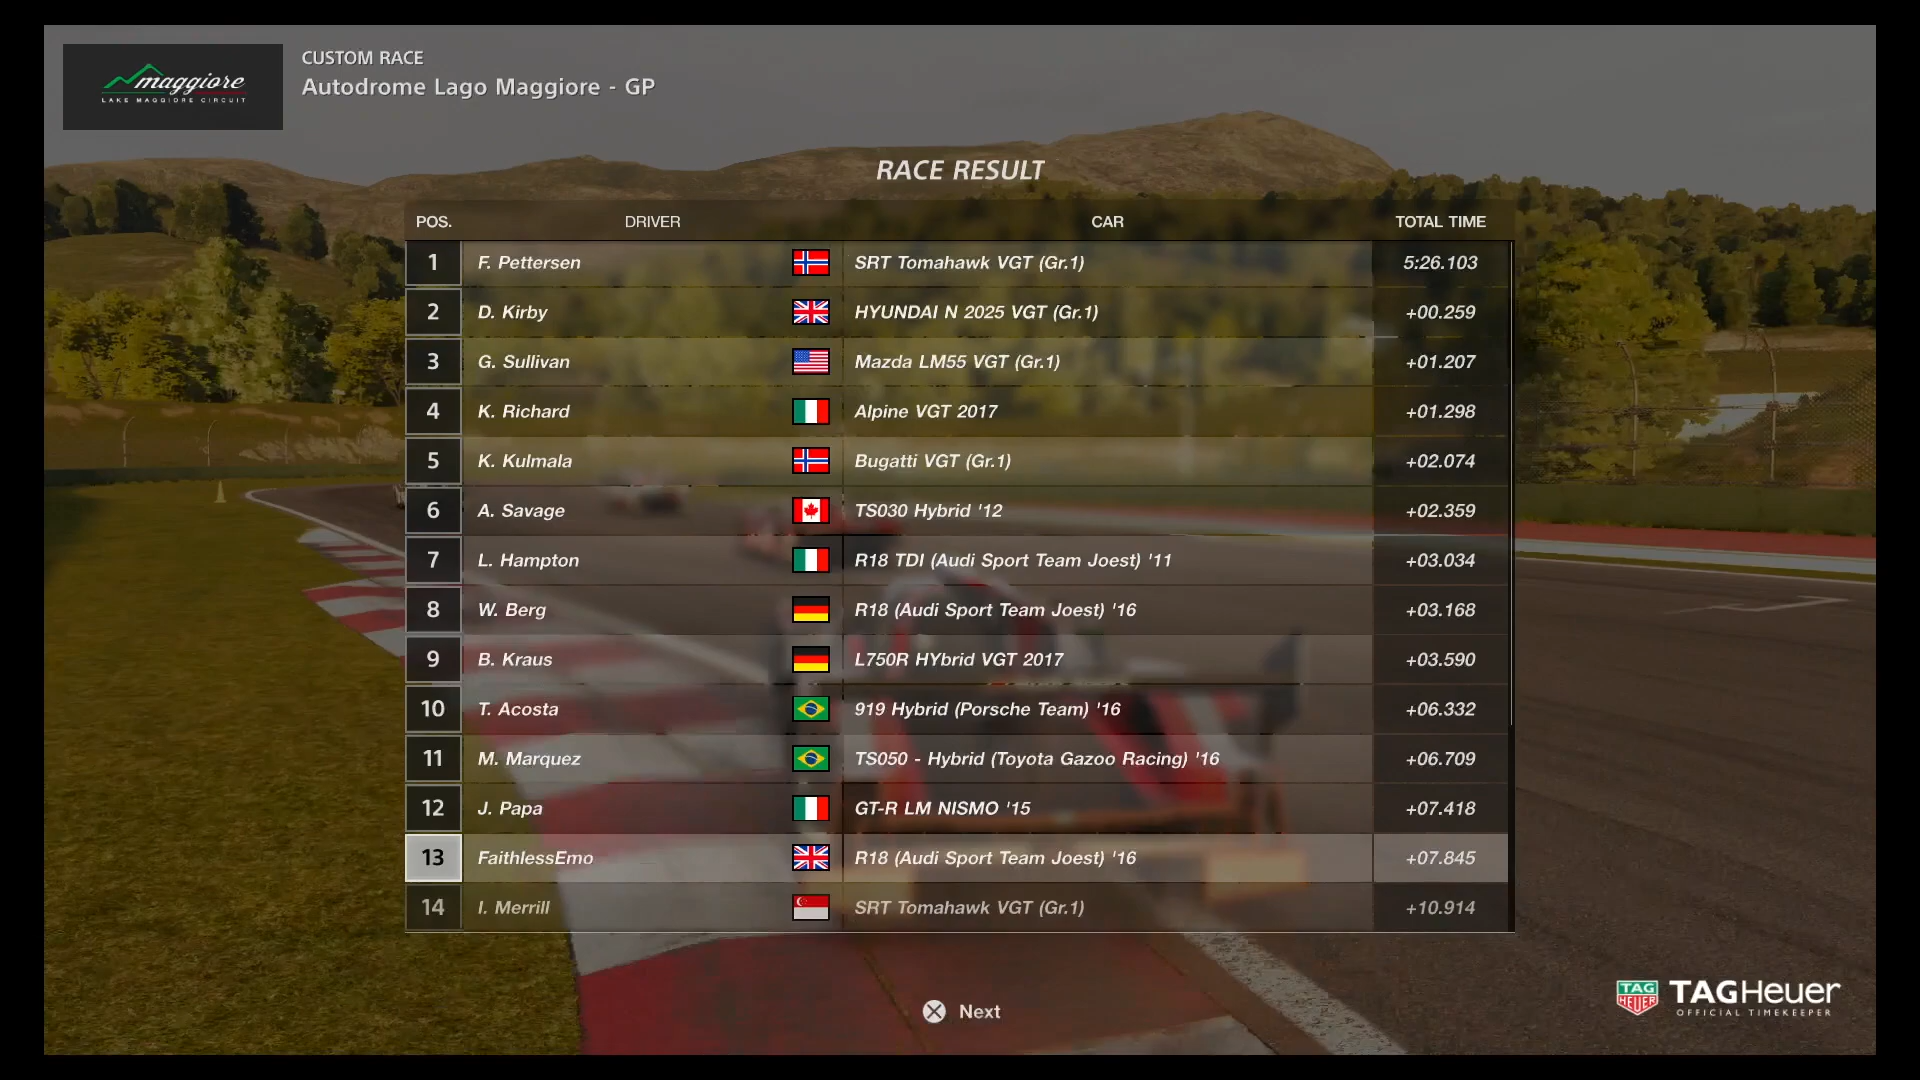 maggiore
LAKE MAGGIORE CIRCUIT
CUSTOM RACE
Autodrome Lago Maggiore - GP
RACE RESULT
POS. DRIVER CAR TOTAL TIME
1 F. Pettersen SRT Tomahawk VGT (Gr.1) 5:26.103
2 D. Kirby HYUNDAI N 2025 VGT (Gr.1) +00.259
3 G. Sullivan Mazda LM55 VGT (Gr.1) +01.207
4 K. Richard Alpine VGT 2017 +01.298
5 K. Kulmala Bugatti VGT (Gr.1) +02.074
6 A. Savage TS030 Hybrid '12 +02.359
7 L. Hampton R18 TDI (Audi Sport Team Joest) '11 +03.034
8 W. Berg R18 (Audi Sport Team Joest) '16 +03.168
9 B. Kraus L750R HYbrid VGT 2017 +03.590
10 T. Acosta 919 Hybrid (Porsche Team) '16 +06.332
11 M. Marquez TS050 - Hybrid (Toyota Gazoo Racing) '16 +06.709
12 J. Papa GT-R LM NISMO '15 +07.418
13 FaithlessEmo R18 (Audi Sport Team Joest) '16 +07.845
14 I. Merrill SRT Tomahawk VGT (Gr.1) +10.914
Next
TAG HEUER TAGHeuer
OFFICIAL TIMEKEEPER